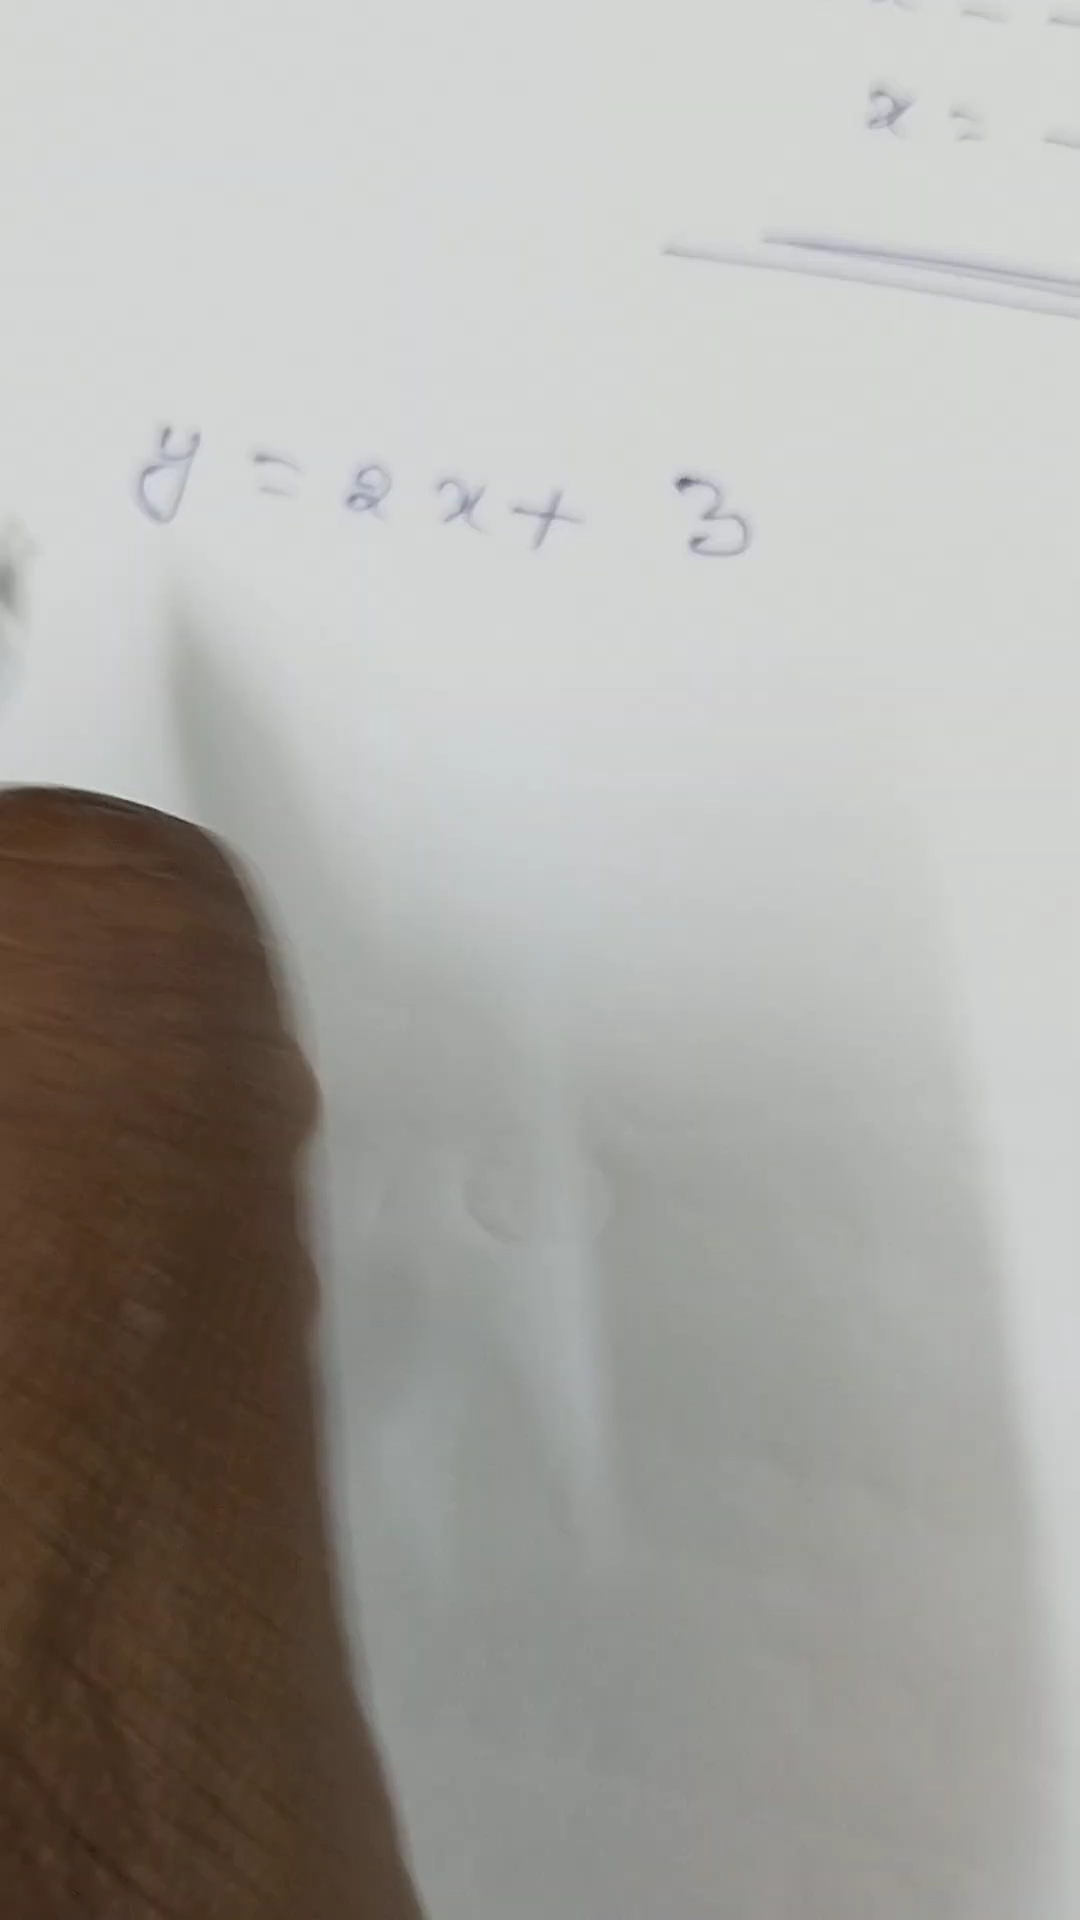 x = -
y = 2x + 3